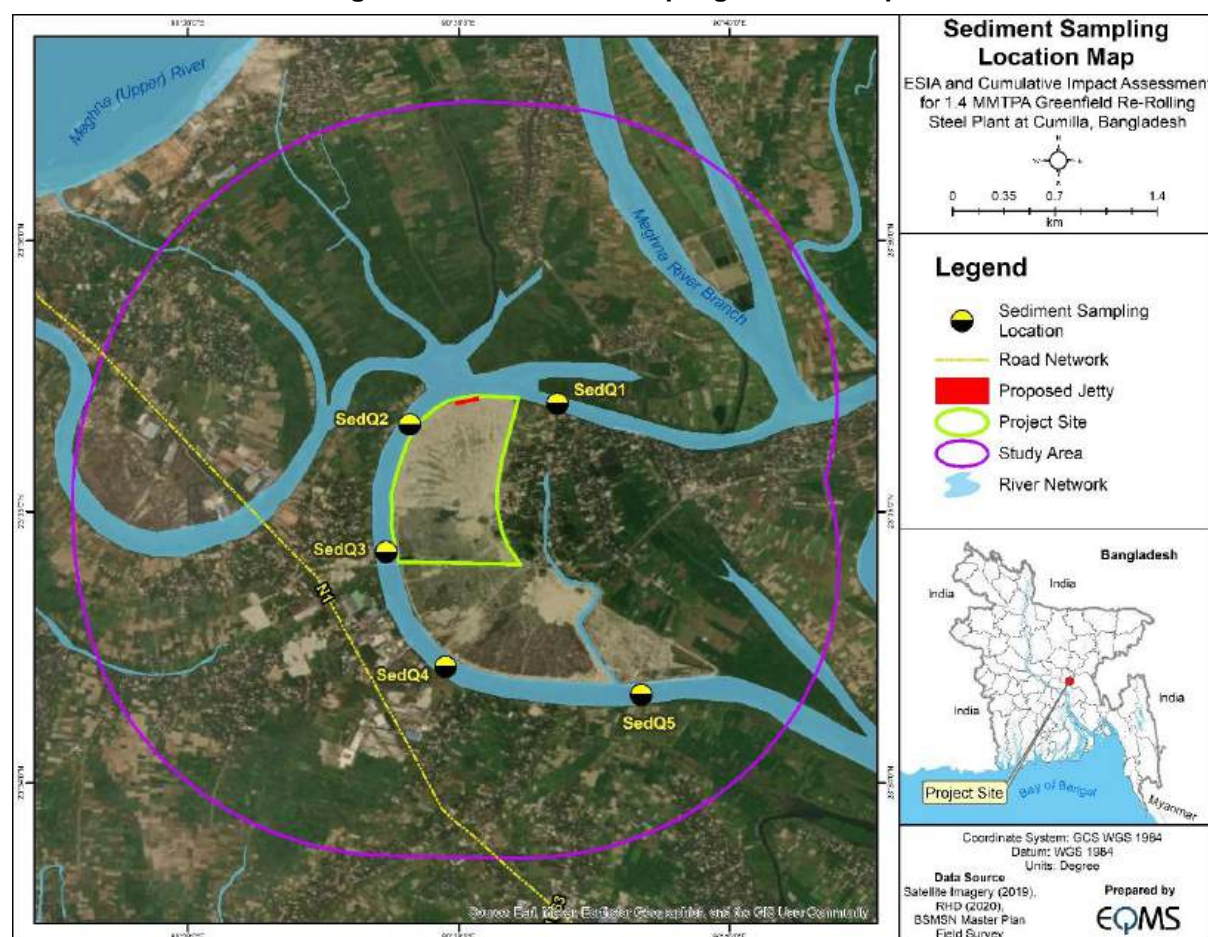 Sediment Sampling
Location Map
ESIA and Cumulative Impact Assessment
for 1.4 MMTPA Greenfield Re-Rolling
Steel Plant at Cumilla, Bangladesh
0 0.35 0.7 1.4
km
Legend
Sediment Sampling
Location
Road Network
Proposed Jetty
Project Site
Study Area
River Network
Meghna (Upper) River
Meghna River Branch
SedQ1
SedQ2
SedQ3
SedQ4
SedQ5
N1
Bangladesh
India
India
India
India
Myanmar
Bay of Bengal
Project Site
Coordinate System: GCS WGS 1984
Datum: WGS 1984
Units: Degree
Data Source
Satellite Imagery (2019),
RHD (2020),
BSMSN Master Plan
Field Survey
Prepared by
EQMS